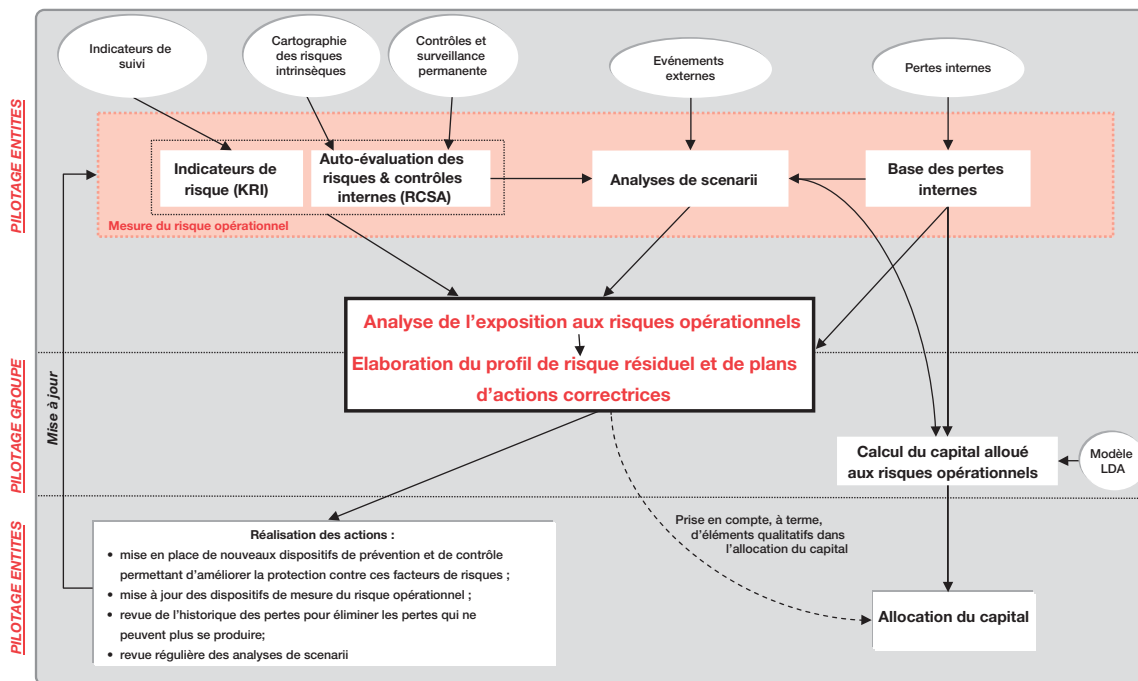 Indicateurs de
suivi
Cartographie
des risques
intrinsèques
Contrôles et
surveillance
permanente
Evénements
externes
Pertes internes
PILOTAGE ENTITES
Indicateurs de
risque (KRI)
Auto-évaluation des
risques & contrôles
internes (RCSA)
Analyses de scenarii
Base des pertes
internes
Mesure du risque opérationnel
Analyse de l'exposition aux risques opérationnels
Elaboration du profil de risque résiduel et de plans
d'actions correctrices
PILOTAGE GROUPE
Mise à jour
Calcul du capital alloué
aux risques opérationnels
Modèle
LDA
PILOTAGE ENTITES
Réalisation des actions :
• mise en place de nouveaux dispositifs de prévention et de contrôle
permettant d'améliorer la protection contre ces facteurs de risques ;
• mise à jour des dispositifs de mesure du risque opérationnel ;
• revue de l'historique des pertes pour éliminer les pertes qui ne
peuvent plus se produire;
• revue régulière des analyses de scenarii
Prise en compte, à terme,
d'éléments qualitatifs dans
l'allocation du capital
Allocation du capital